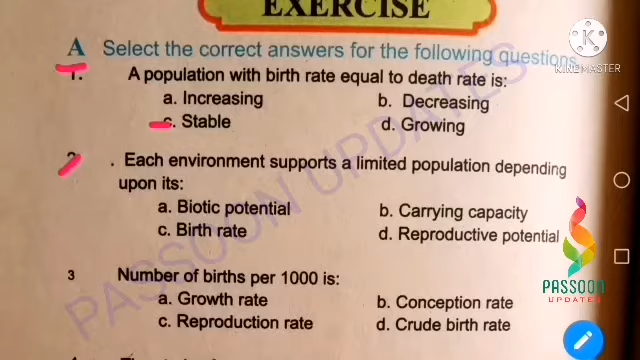 EXERCISE
A Select the correct answers for the following questions
1. A population with birth rate equal to death rate is:
a. Increasing b. Decreasing
c. Stable d. Growing
2 . Each environment supports a limited population depending
upon its:
a. Biotic potential b. Carrying capacity
c. Birth rate d. Reproductive potential
3 Number of births per 1000 is:
a. Growth rate b. Conception rate
c. Reproduction rate d. Crude birth rate
PASSOON UPDATES
KINEMASTER
PASSOON
UPDATES